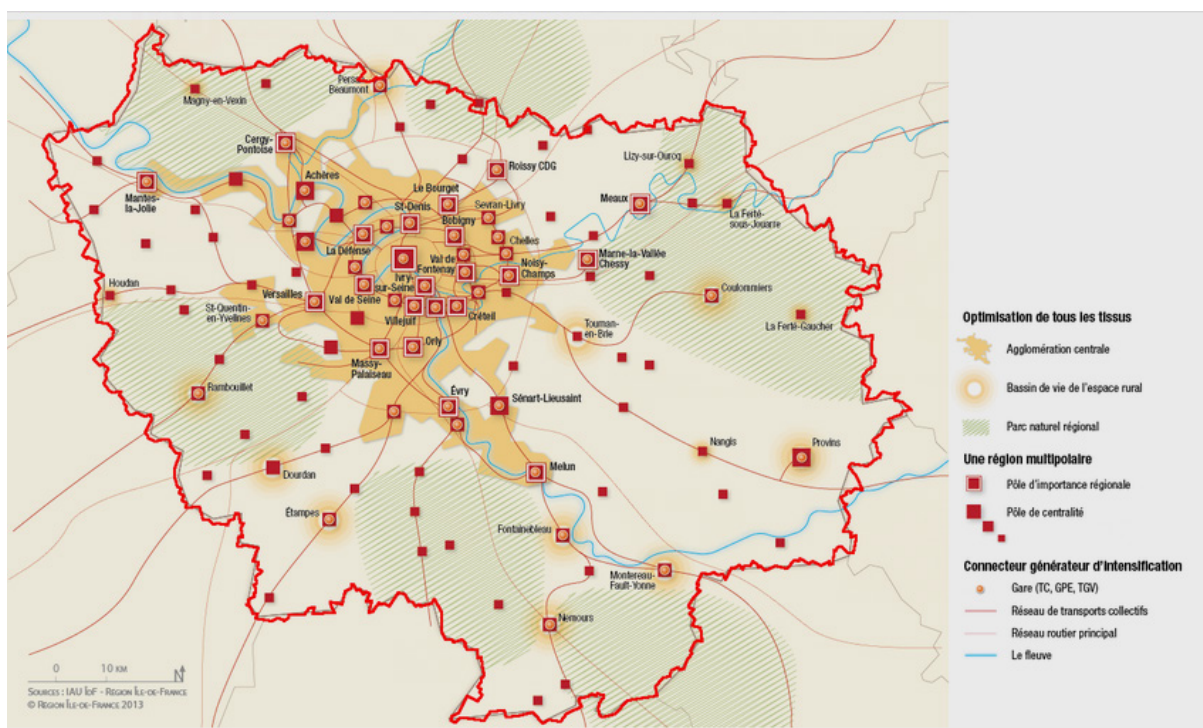 Persan
Beaumont
Magny-en-Vexin
Cergy-
Pontoise
Roissy CDG
Lizy-sur-Ourcq
Achères
Le Bourget
Mantes-
la-Jolie
Sevran-Livry
Meaux
St-Denis
Bobigny
La Ferté-
sous-Jouarre
Chelles
La Défense
Val de
Fontenay
Noisy-
Champs
Marne-la-Vallée
Chessy
Houdan
Ivry-
sur-Seine
Coulommiers
Versailles
Val de Seine
St-Quentin-
en-Yvelines
Villejuif
Créteil
Tournan-
en-Brie
La Ferté-Gaucher
Massy-
Palaiseau
Orly
Rambouillet
Évry
Sénart-Lieusaint
Nangis
Provins
Dourdan
Melun
Étampes
Fontainebleau
Montereau-
Fault-Yonne
Nemours
0 10 KM
N
SOURCES : IAU ÎDF - RÉGION ÎLE-DE-FRANCE
© RÉGION ÎLE-DE-FRANCE 2013
Optimisation de tous les tissus
Agglomération centrale
Bassin de vie de l'espace rural
Parc naturel régional
Une région multipolaire
Pôle d'importance régionale
Pôle de centralité
Connecteur générateur d'intensification
Gare (TC, GPE, TGV)
Réseau de transports collectifs
Réseau routier principal
Le fleuve